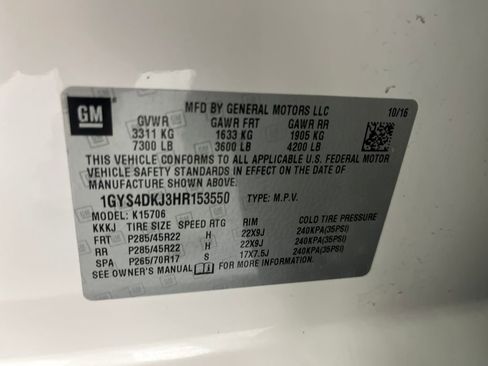 GM
MFD BY GENERAL MOTORS LLC 10/16
GVWR GAWR FRT GAWR RR
3311 KG 1633 KG 1905 KG
7300 LB 3600 LB 4200 LB
THIS VEHICLE CONFORMS TO ALL APPLICABLE U.S. FEDERAL MOTOR
VEHICLE SAFETY STANDARDS IN EFFECT ON THE DATE OF
MANUFACTURE SHOWN ABOVE.
1GYS4DKJ3HR153550 TYPE: M.P.V.
MODEL: K15706
KKKJ TIRE SIZE SPEED RTG RIM COLD TIRE PRESSURE
FRT P285/45R22 H 22X9J 240KPA(35PSI)
RR P285/45R22 H 22X9J 240KPA(35PSI)
SPA P265/70R17 S 17X7.5J 240KPA(35PSI)
SEE OWNER'S MANUAL FOR MORE INFORMATION.